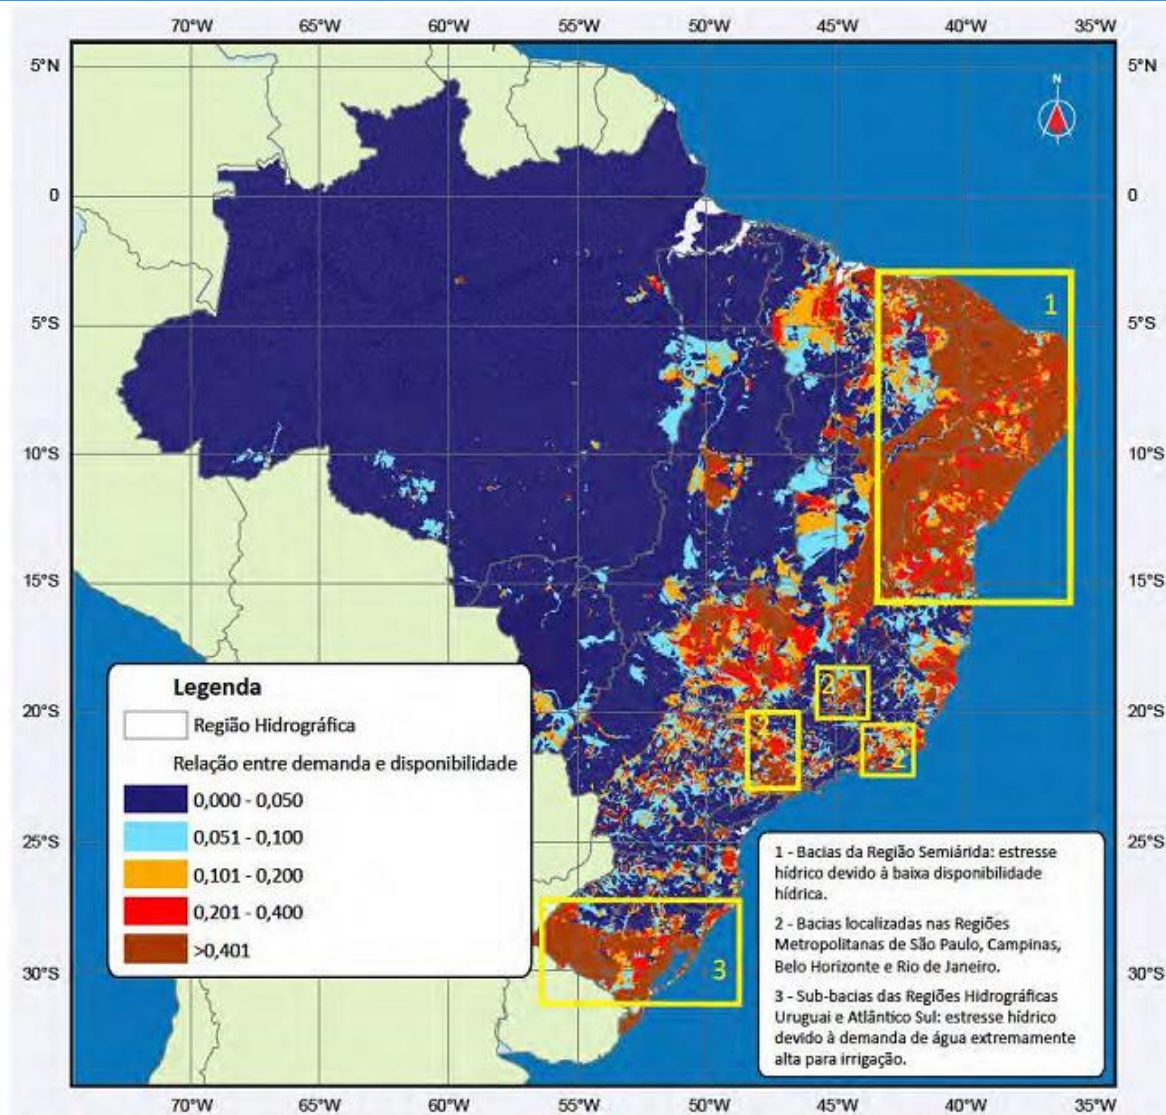 70°W 65°W 60°W 55°W 50°W 45°W 40°W 35°W
5°N 5°N
N
0 0
1
5°S 5°S
10°S 10°S
15°S 15°S
2
20°S 20°S
2
2
25°S 25°S
3
30°S 30°S
Legenda
Região Hidrográfica
Relação entre demanda e disponibilidade
0,000 - 0,050
0,051 - 0,100
0,101 - 0,200
0,201 - 0,400
>0,401
1 - Bacias da Região Semiárida: estresse
hídrico devido à baixa disponibilidade
hídrica.
2 - Bacias localizadas nas Regiões
Metropolitanas de São Paulo, Campinas,
Belo Horizonte e Rio de Janeiro.
3 - Sub-bacias das Regiões Hidrográficas
Uruguai e Atlântico Sul: estresse hídrico
devido à demanda de água extremamente
alta para irrigação.
70°W 65°W 60°W 55°W 50°W 45°W 40°W 35°W